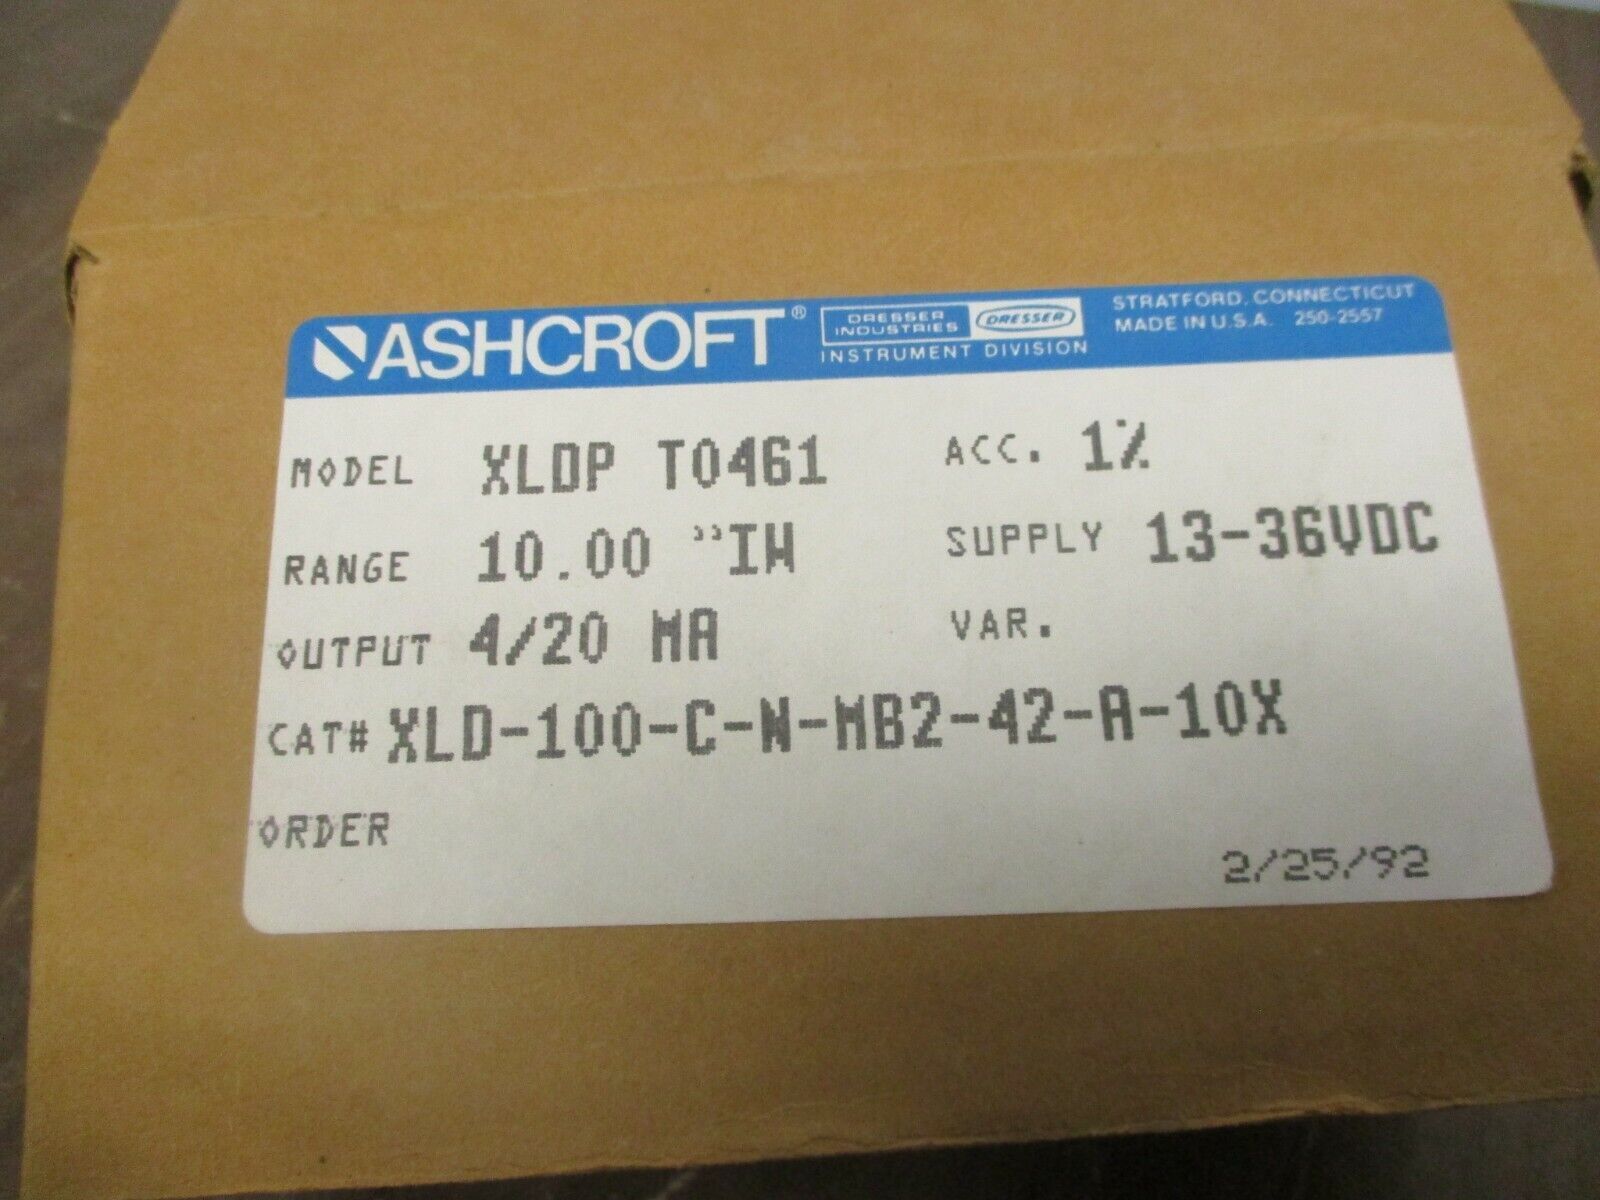 ASHCROFT®
DRESSER INDUSTRIES
DRESSER
INSTRUMENT DIVISION
STRATFORD, CONNECTICUT
MADE IN U.S.A. 250-2557
MODEL XLDP T0461
ACC. 1%
RANGE 10.00 "IW
SUPPLY 13-36VDC
OUTPUT 4/20 MA
VAR.
CAT# XLD-100-C-N-MB2-42-A-10X
ORDER
2/25/92